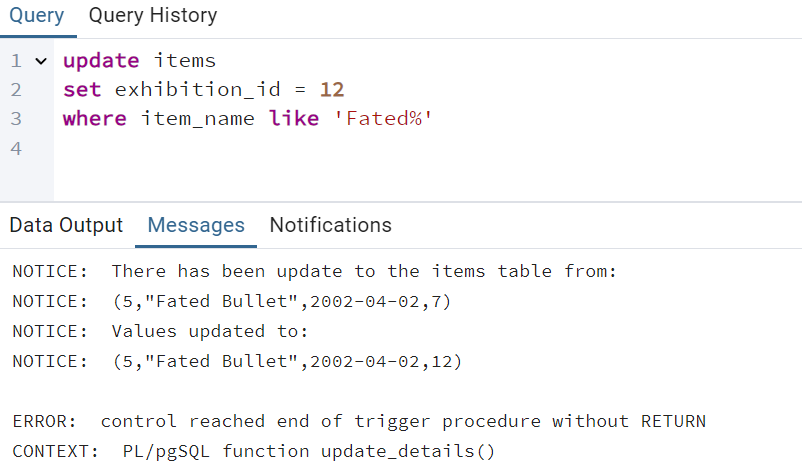 Query Query History
1 update items
2 set exhibition_id = 12
3 where item_name like 'Fated%'
4
Data Output Messages Notifications
NOTICE:  There has been update to the items table from:
NOTICE:  (5,"Fated Bullet",2002-04-02,7)
NOTICE:  Values updated to:
NOTICE:  (5,"Fated Bullet",2002-04-02,12)
ERROR:  control reached end of trigger procedure without RETURN
CONTEXT:  PL/pgSQL function update_details()